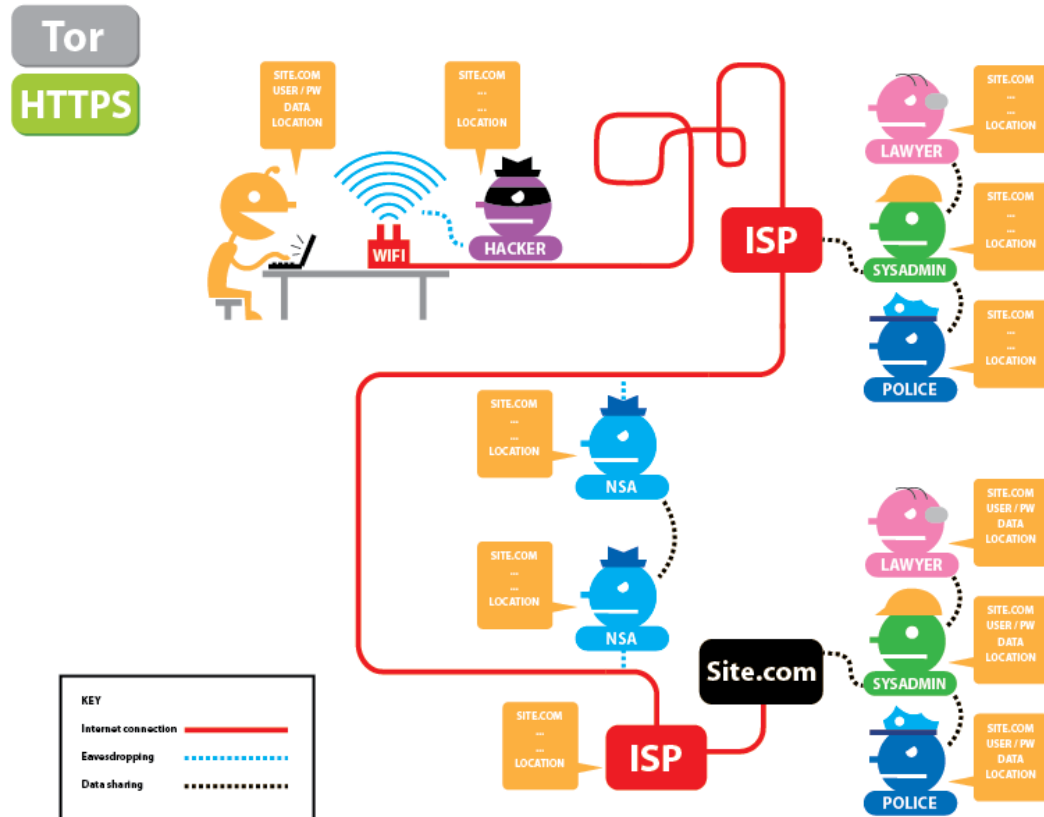 Tor
HTTPS
SITE.COM
USER / PW
DATA
LOCATION
SITE.COM
...
...
LOCATION
WIFI
HACKER
ISP
SITE.COM
...
...
LOCATION
LAWYER
SITE.COM
...
...
LOCATION
SYSADMIN
SITE.COM
...
...
LOCATION
POLICE
SITE.COM
...
...
LOCATION
NSA
SITE.COM
...
...
LOCATION
NSA
SITE.COM
USER / PW
DATA
LOCATION
LAWYER
SITE.COM
USER / PW
DATA
LOCATION
SYSADMIN
SITE.COM
USER / PW
DATA
LOCATION
POLICE
Site.com
SITE.COM
...
...
LOCATION
ISP
KEY
Internet connection
Eavesdropping
Data sharing